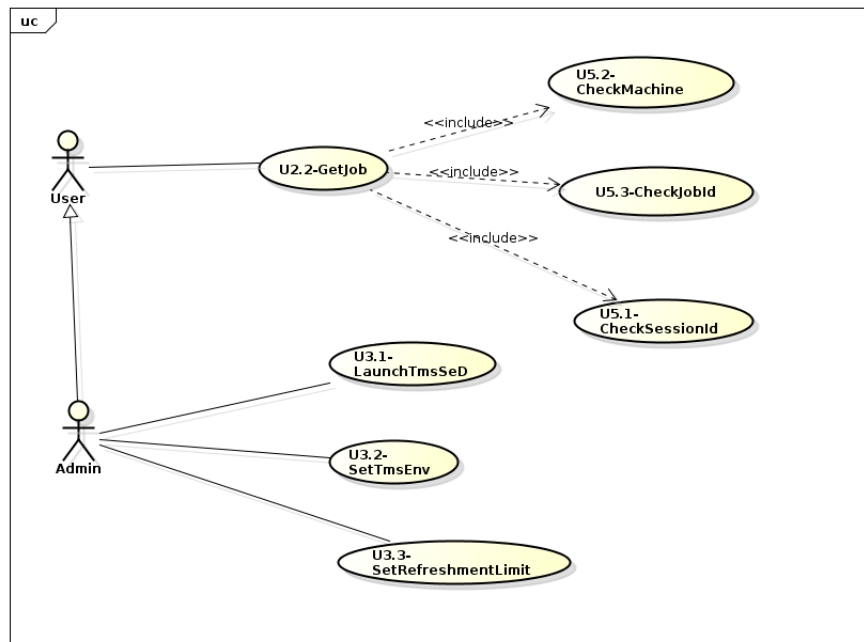 uc
U5.2-
CheckMachine
<<include>>
User
U2.2-GetJob
<<include>>
U5.3-CheckJobId
<<include>>
U5.1-
CheckSessionId
U3.1-
LaunchTmsSeD
Admin
U3.2-
SetTmsEnv
U3.3-
SetRefreshmentLimit